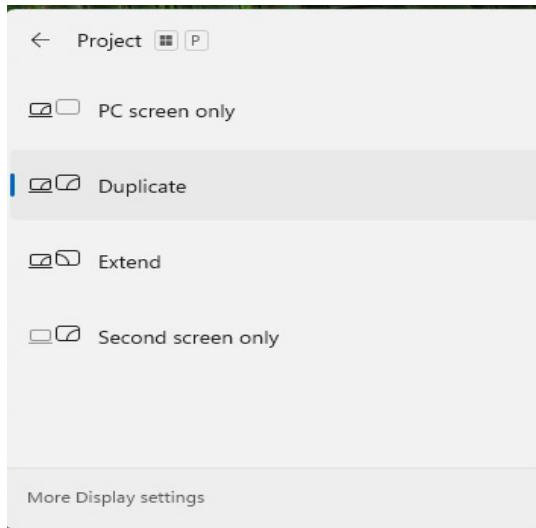 Project P
PC screen only
Duplicate
Extend
Second screen only
More Display settings